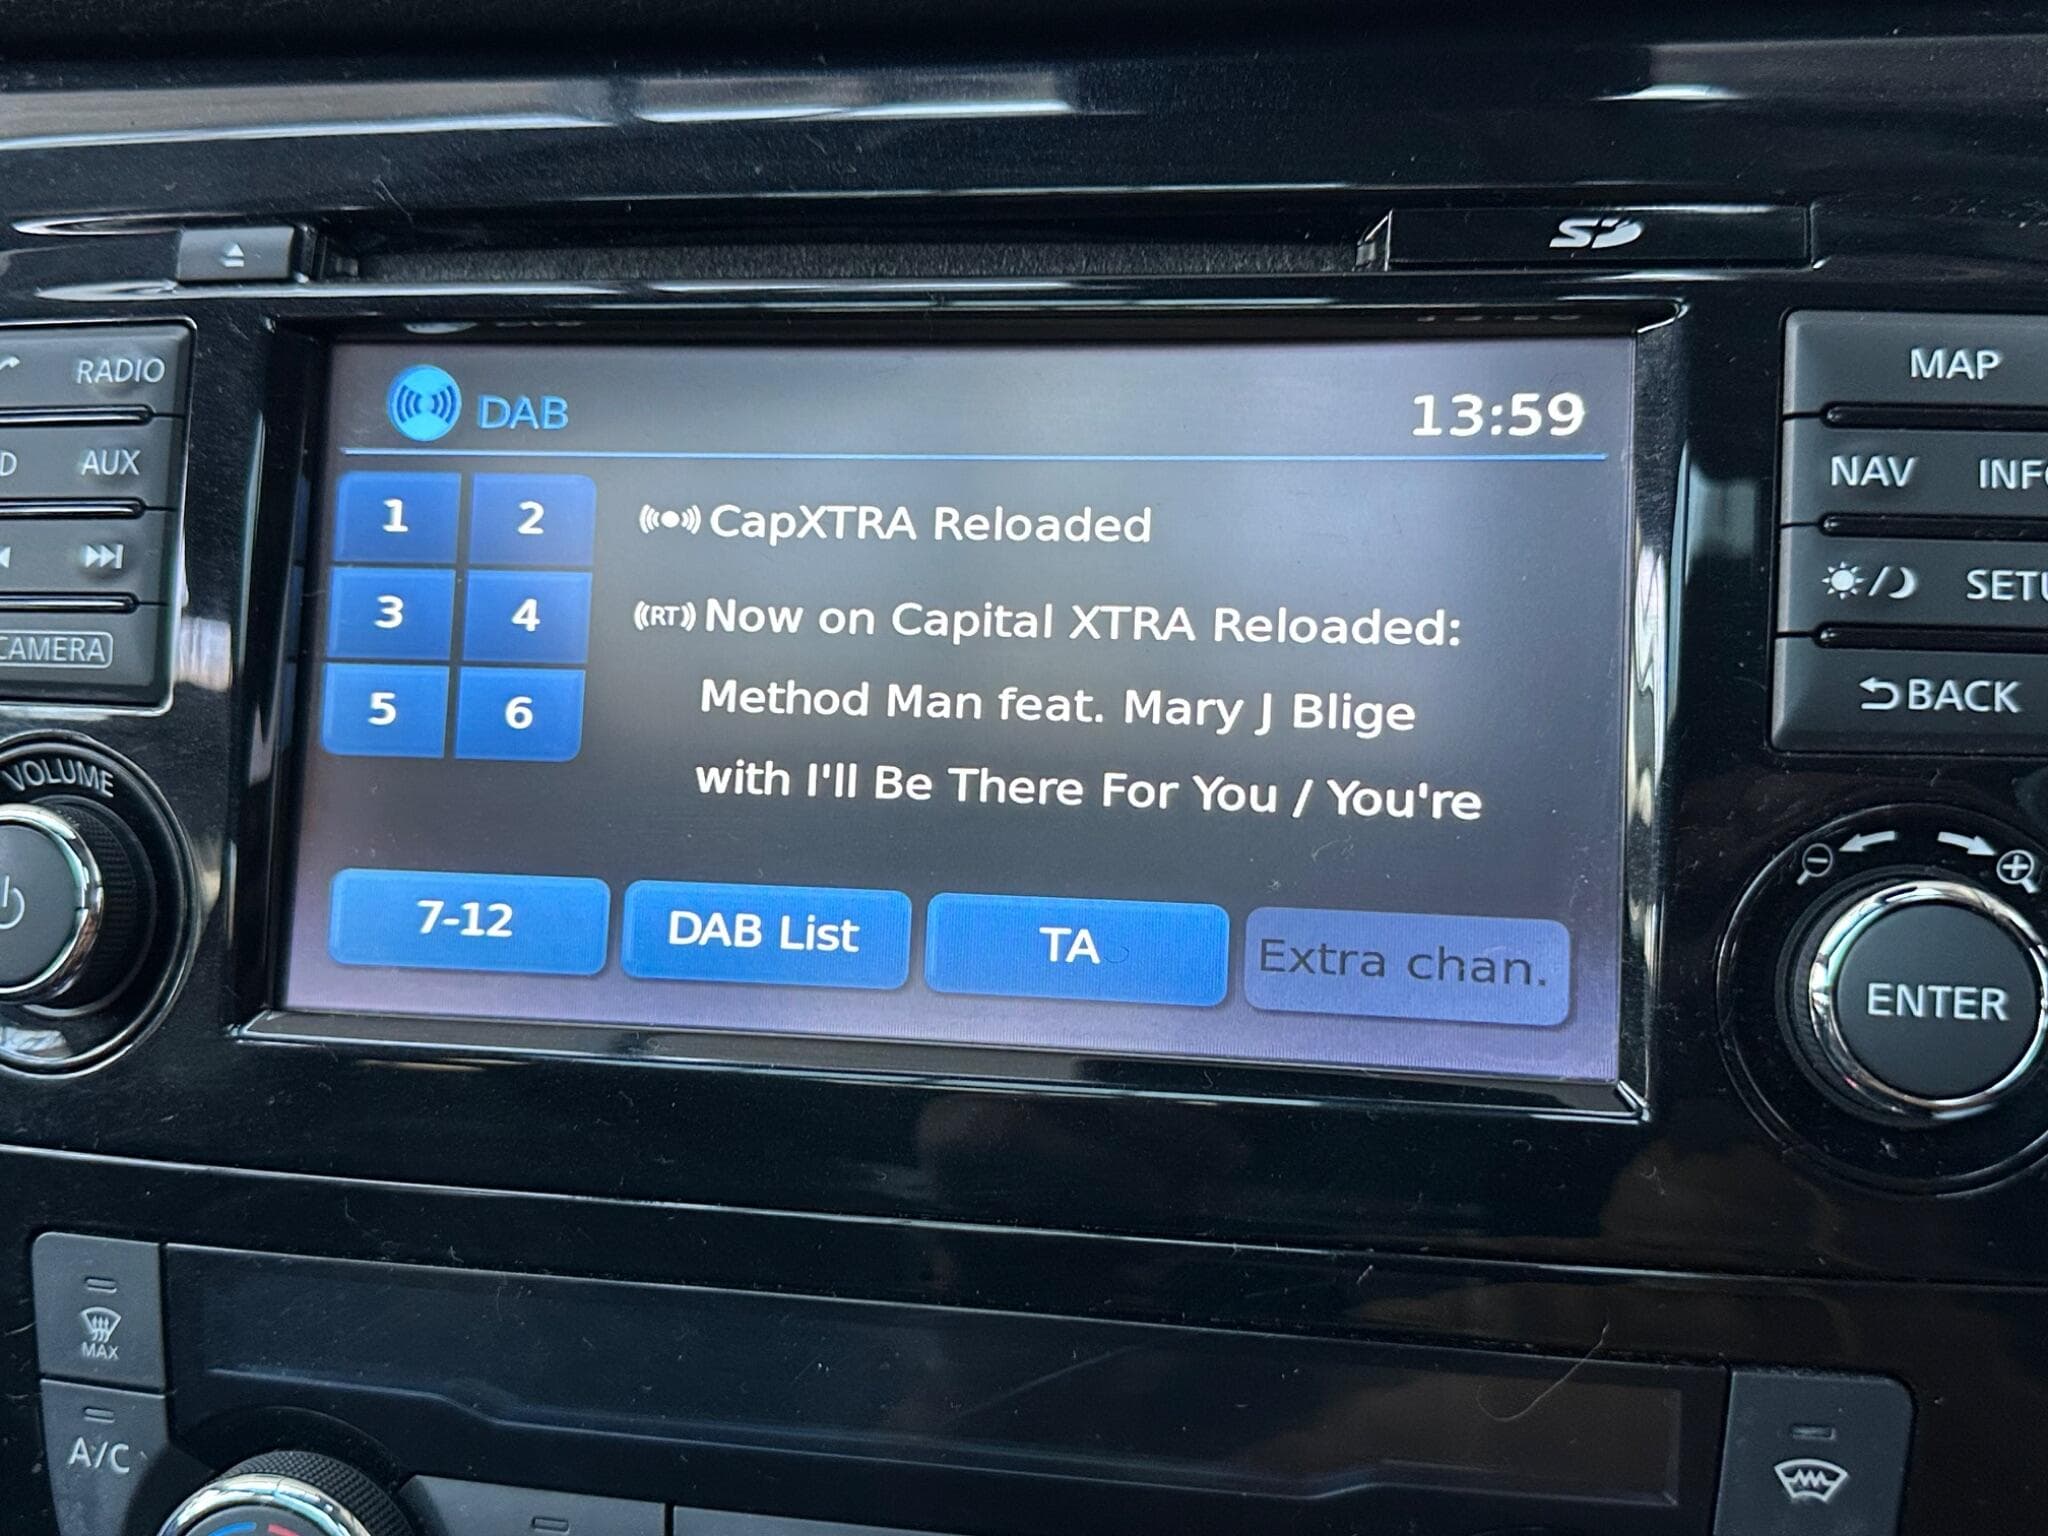 SD
RADIO
AUX
CAMERA
VOLUME
DAB
13:59
1 2
3 4
5 6
CapXTRA Reloaded
(RT) Now on Capital XTRA Reloaded:
Method Man feat. Mary J Blige
with I'll Be There For You / You're
7-12
DAB List
TA
Extra chan.
MAP
NAV
BACK
ENTER
MAX
A/C